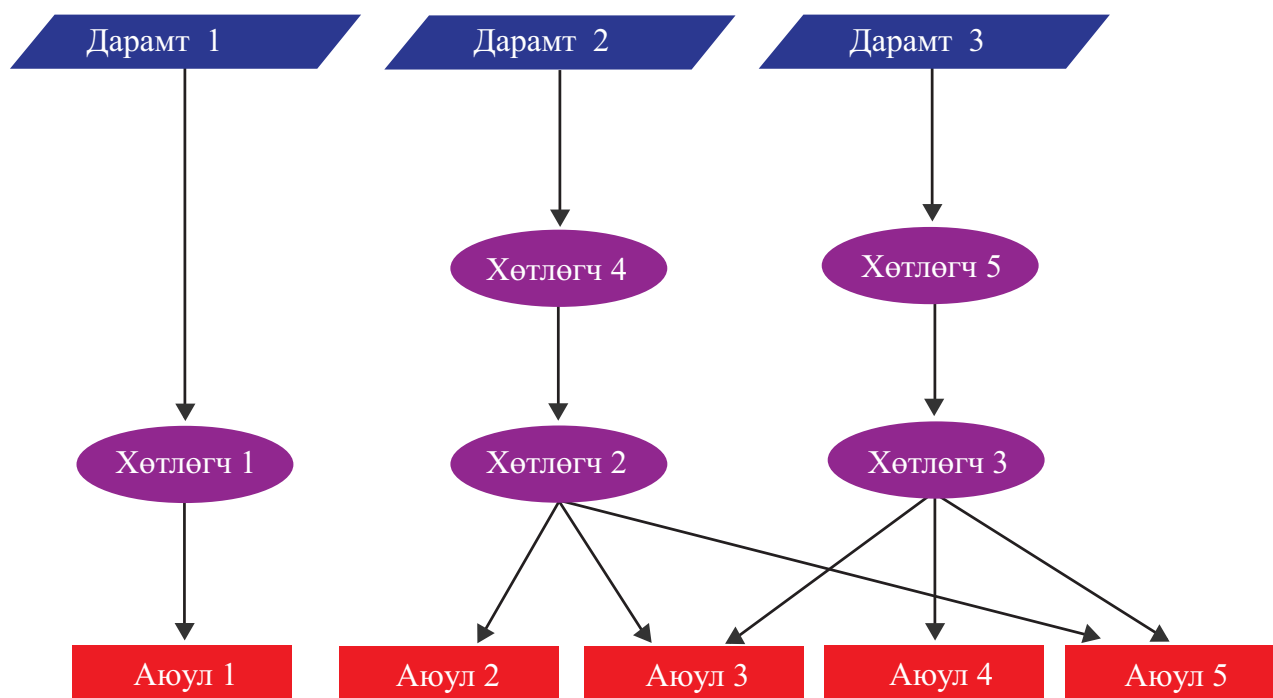 Дарамт 1
Дарамт 2
Дарамт 3
Хөтлөгч 4
Хөтлөгч 5
Хөтлөгч 1
Хөтлөгч 2
Хөтлөгч 3
Аюул 1
Аюул 2
Аюул 3
Аюул 4
Аюул 5